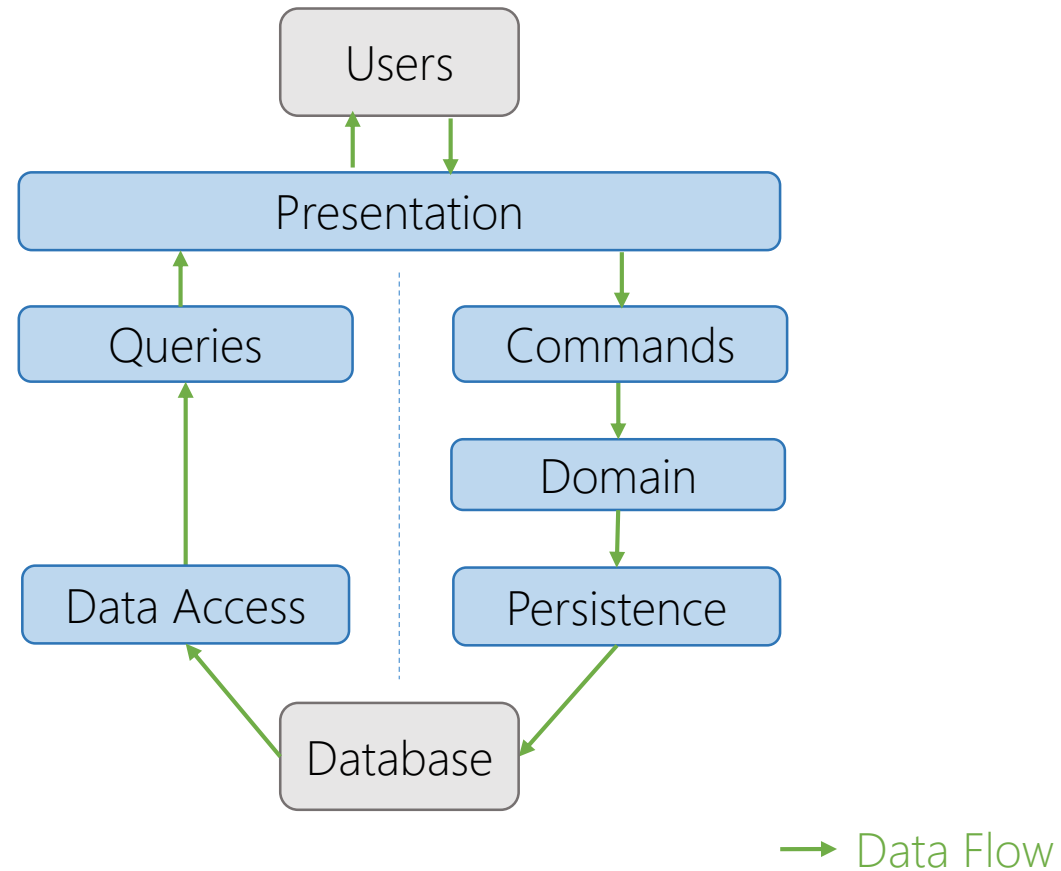 Users
Presentation
Queries
Commands
Domain
Data Access
Persistence
Database
Data Flow